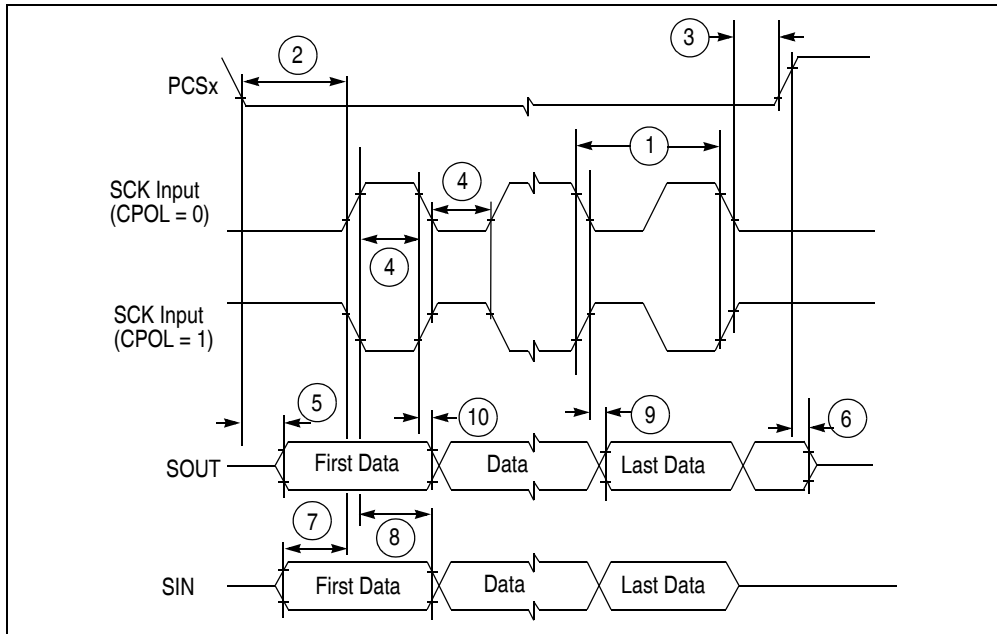 3
2
PCSx
1
4
SCK Input
(CPOL = 0)
4
SCK Input
(CPOL = 1)
5
10
9
6
SOUT
First Data
Data
Last Data
7
8
SIN
First Data
Data
Last Data